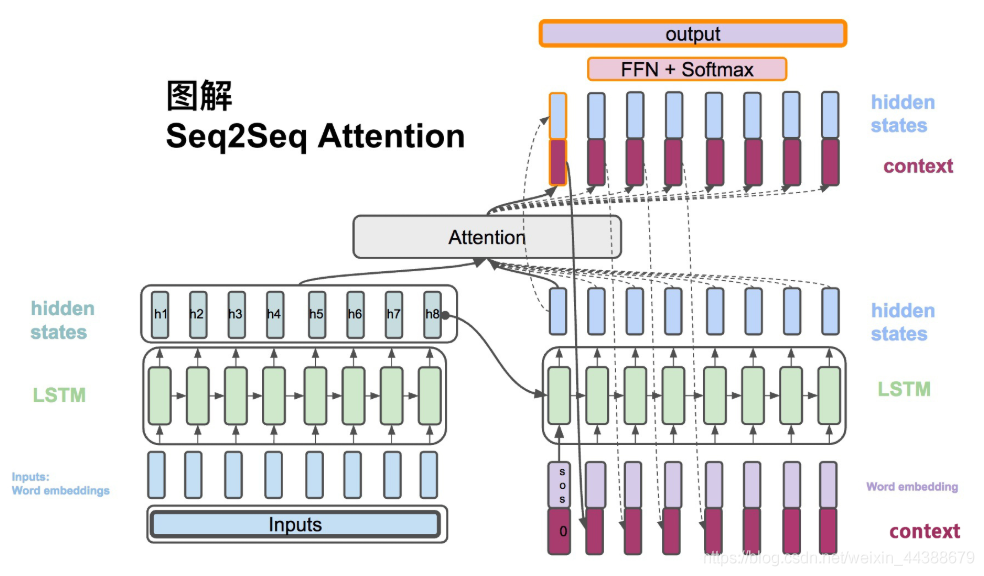 output
FFN + Softmax
图解
Seq2Seq Attention
hidden
states
context
Attention
hidden
states
h1 h2 h3 h4 h5 h6 h7 h8
hidden
states
LSTM
LSTM
Inputs:
Word embeddings
s
o
s
Word embedding
Inputs
0
context
https://blog.csdn.net/weixin_44388679